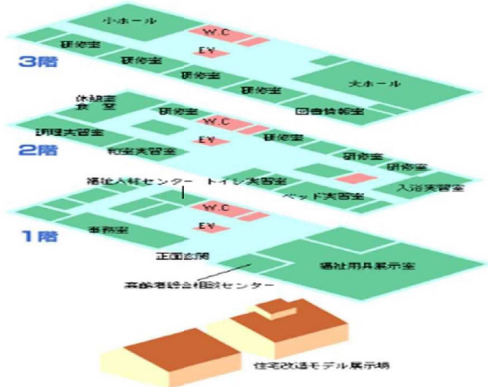 小ホール
W.C
研修室
EV
研修室
3階
研修室
研修室
大ホール
図書情報室
休憩室
食堂
研修室
W.C
調理実習室
研修室
EV
2階
和室実習室
研修室
研修室
福祉人材センター
トイレ実習室
入浴実習室
ベッド実習室
W.C
1階
事務室
EV
正面玄関
福祉用具展示室
高齢者総合相談センター
住宅改造モデル展示場